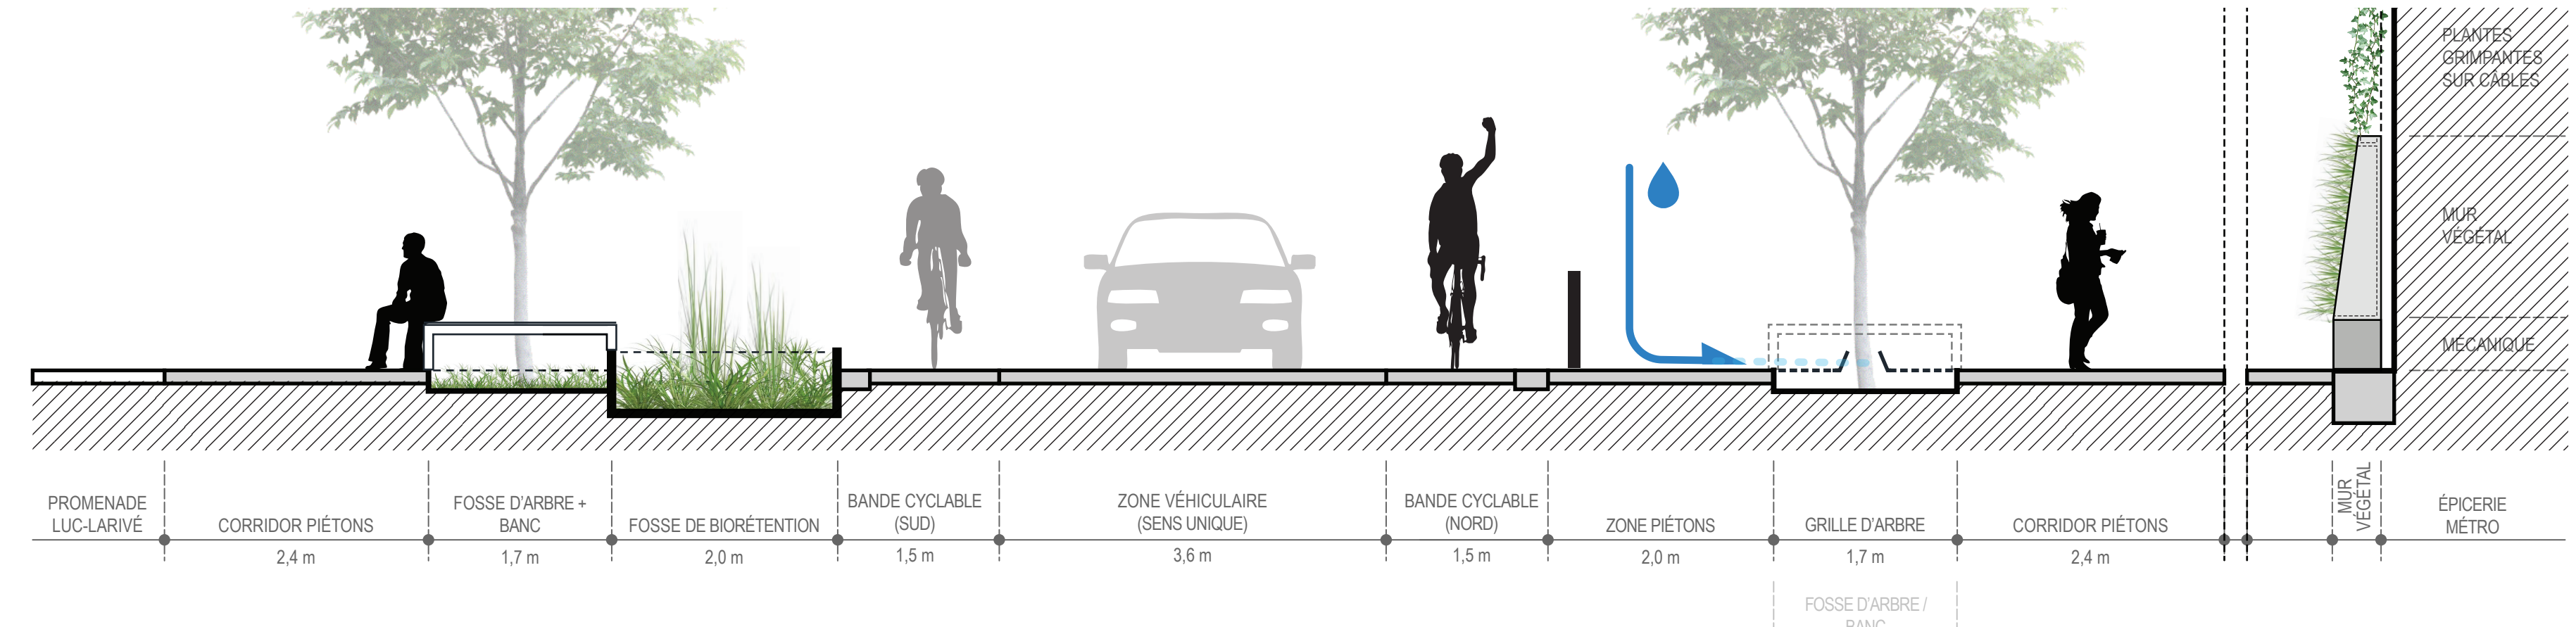 PLANTES
GRIMPANTES
SUR CÂBLES
MUR
VÉGÉTAL
MÉCANIQUE
PROMENADE
LUC-LARIVÉ
CORRIDOR PIÉTONS
2,4 m
FOSSE D'ARBRE +
BANC
1,7 m
FOSSE DE BIORÉTENTION
2,0 m
BANDE CYCLABLE
(SUD)
1,5 m
ZONE VÉHICULAIRE
(SENS UNIQUE)
3,6 m
BANDE CYCLABLE
(NORD)
1,5 m
ZONE PIÉTONS
2,0 m
GRILLE D'ARBRE
1,7 m
FOSSE D'ARBRE /
BANC
CORRIDOR PIÉTONS
2,4 m
MUR
VÉGÉTAL
ÉPICERIE
MÉTRO